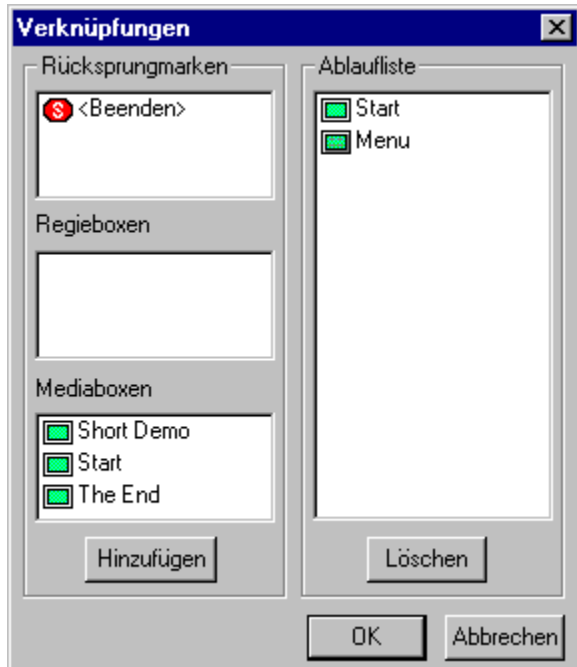 Verknüpfungen
Rücksprungmarken
<Beenden>
Regieboxen
Mediaboxen
Short Demo
Start
The End
Hinzufügen
Ablaufliste
Start
Menu
Löschen
OK
Abbrechen